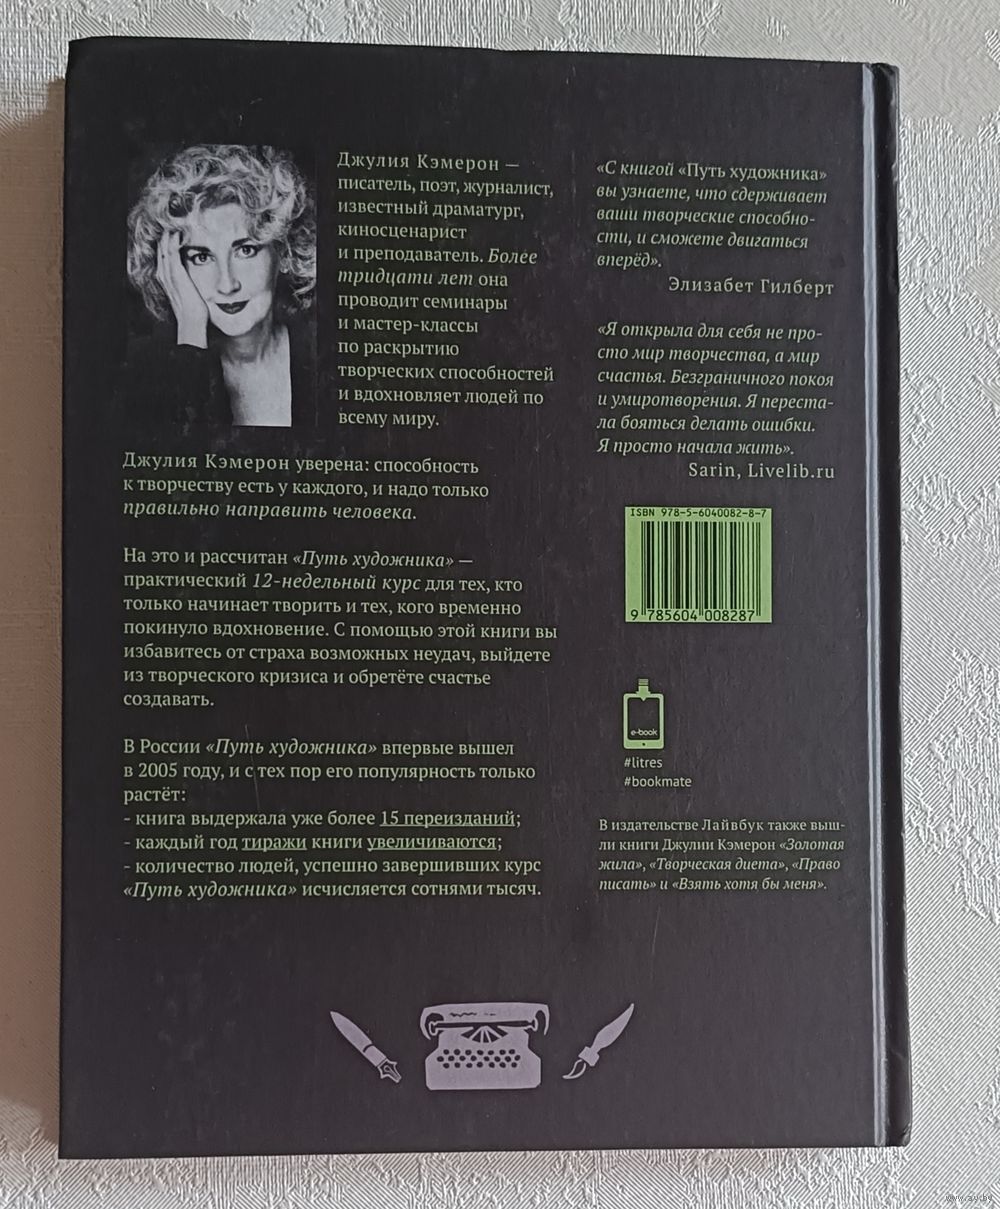 Джулия Кэмерон —
писатель, поэт, журналист,
известный драматург,
киносценарист
и преподаватель. Более
тридцати лет она
проводит семинары
и мастер-классы
по раскрытию
творческих способностей
и вдохновляет людей по
всему миру.
Джулия Кэмерон уверена: способность
к творчеству есть у каждого, и надо только
правильно направить человека.
На это и рассчитан «Путь художника» —
практический 12-недельный курс для тех, кто
только начинает творить и тех, кого временно
покинуло вдохновение. С помощью этой книги вы
избавитесь от страха возможных неудач, выйдете
из творческого кризиса и обретёте счастье
создавать.
В России «Путь художника» впервые вышел
в 2005 году, и с тех пор его популярность только
растёт:
- книга выдержала уже более 15 переизданий;
- каждый год тиражи книги увеличиваются;
- количество людей, успешно завершивших курс
«Путь художника» исчисляется сотнями тысяч.
«С книгой «Путь художника»
вы узнаете, что сдерживает
ваши творческие способно-
сти, и сможете двигаться
вперёд».
Элизабет Гилберт
«Я открыла для себя не про-
сто мир творчества, а мир
счастья. Безграничного покоя
и умиротворения. Я переста-
ла бояться делать ошибки.
Я просто начала жить».
Sarin, Livelib.ru
ISBN 978-5-6040082-8-7
9 785604 008287
e-book
#litres
#bookmate
В издательстве Лайвбук также выш-
ли книги Джулии Кэмерон «Золотая
жила», «Творческая диета», «Право
писать» и «Взять хотя бы меня».
www.ay.by